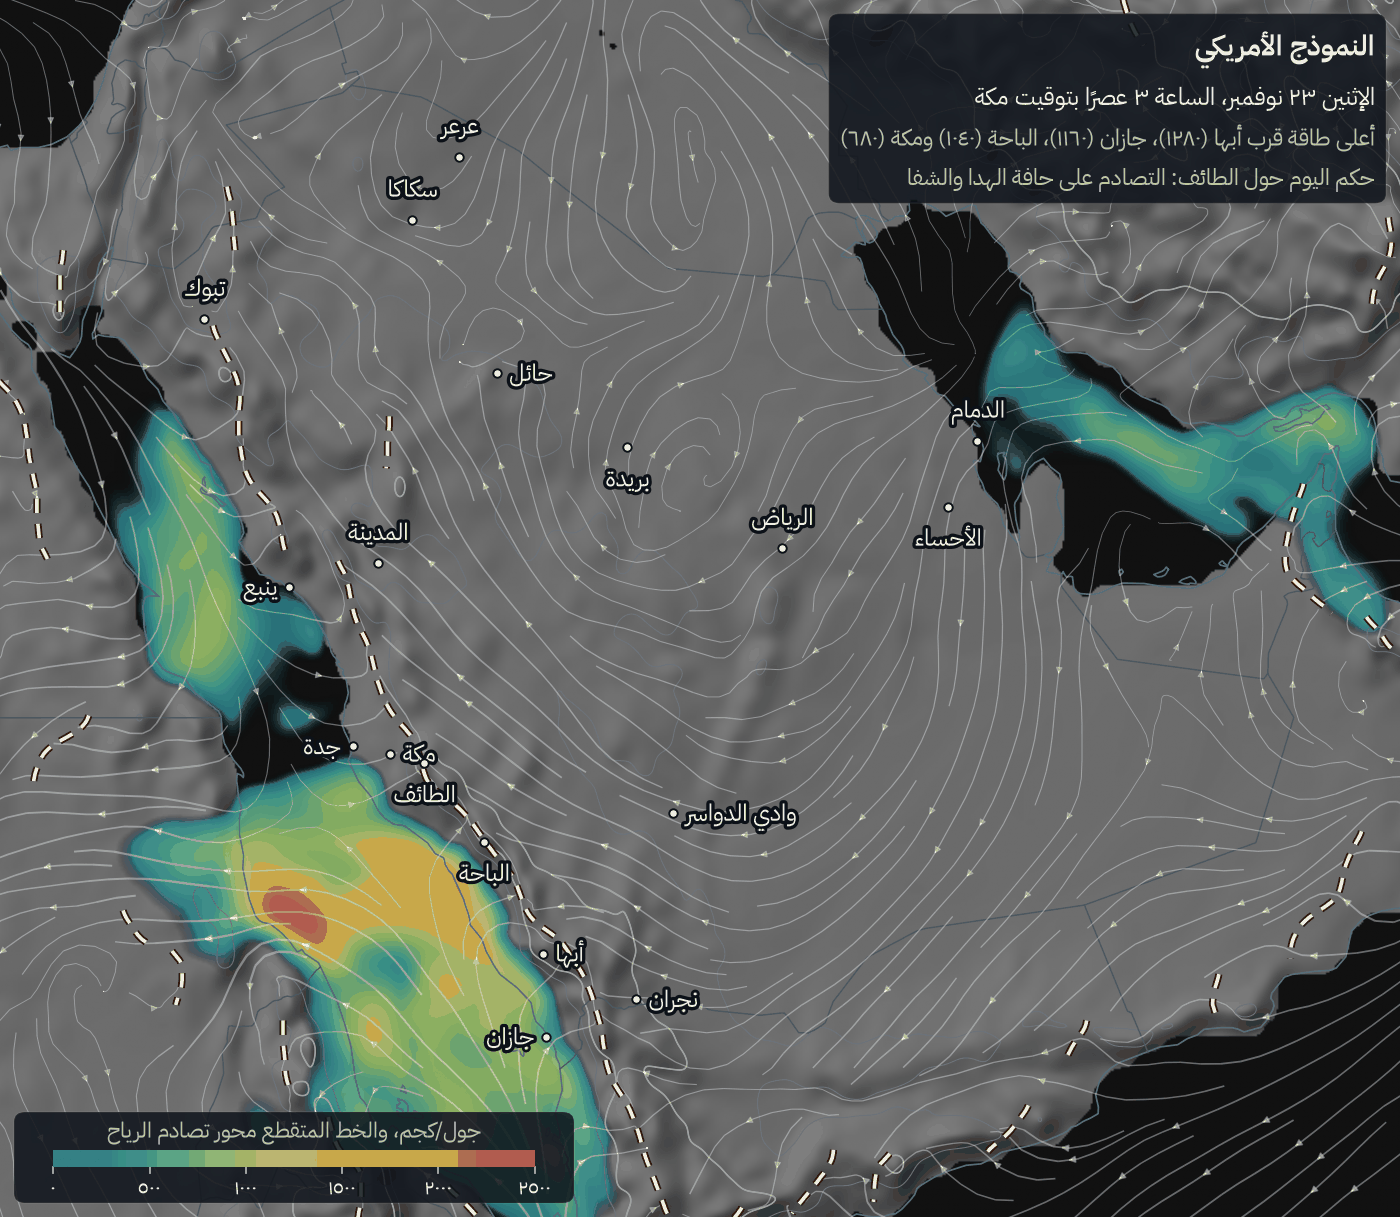 النموذج الأمريكي
الإثنين ٢٣ نوفمبر، الساعة ٣ عصرًا بتوقيت مكة
أعلى طاقة قرب أبها (١٢٨٠)، جازان (١١٦٠)، الباحة (١٠٤٠) ومكة (٦٨٠)
حكم اليوم حول الطائف: التصادم على حافة الهدا والشفا
عرعر
سكاكا
تبوك
حائل
الدمام
بريدة
الرياض
الأحساء
المدينة
ينبع
جدة
مكة
الطائف
وادي الدواسر
الباحة
أبها
نجران
جازان
جول/كجم، والخط المتقطع محور تصادم الرياح
٠ ٥٠٠ ١٠٠٠ ١٥٠٠ ٢٠٠٠ ٢٥٠٠